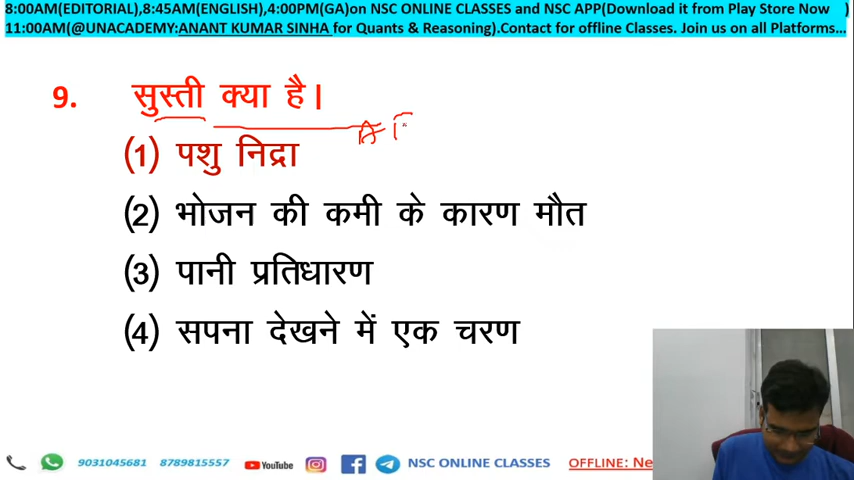 8:00AM(EDITORIAL),8:45AM(ENGLISH),4:00PM(GA)on NSC ONLINE CLASSES and NSC APP(Download it from Play Store Now )
11:00AM(@UNACADEMY:ANANT KUMAR SINHA for Quants & Reasoning).Contact for offline Classes. Join us on all Platforms...
9. सुस्ती क्या है।
(1) पशु निद्रा
(2) भोजन की कमी के कारण मौत
(3) पानी प्रतिधारण
(4) सपना देखने में एक चरण
9031045681 8789815557 YouTube NSC ONLINE CLASSES OFFLINE: Ne